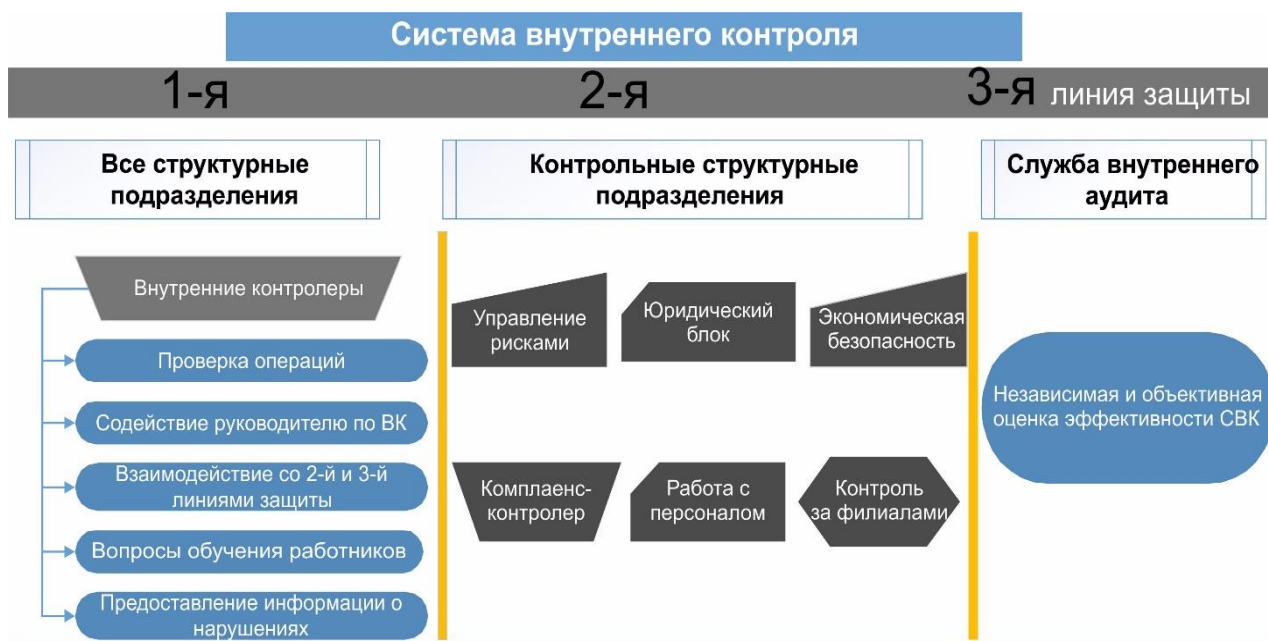 Система внутреннего контроля
1-я
2-я
3-я линия защиты
Все структурные
подразделения
Контрольные структурные
подразделения
Служба внутреннего
аудита
Внутренние контролеры
Проверка операций
Содействие руководителю по ВК
Взаимодействие со 2-й и 3-й
линиями защиты
Вопросы обучения работников
Предоставление информации о
нарушениях
Управление
рисками
Юридический
блок
Экономическая
безопасность
Комплаенс-
контролер
Работа с
персоналом
Контроль
за филиалами
Независимая и объективная
оценка эффективности СВК